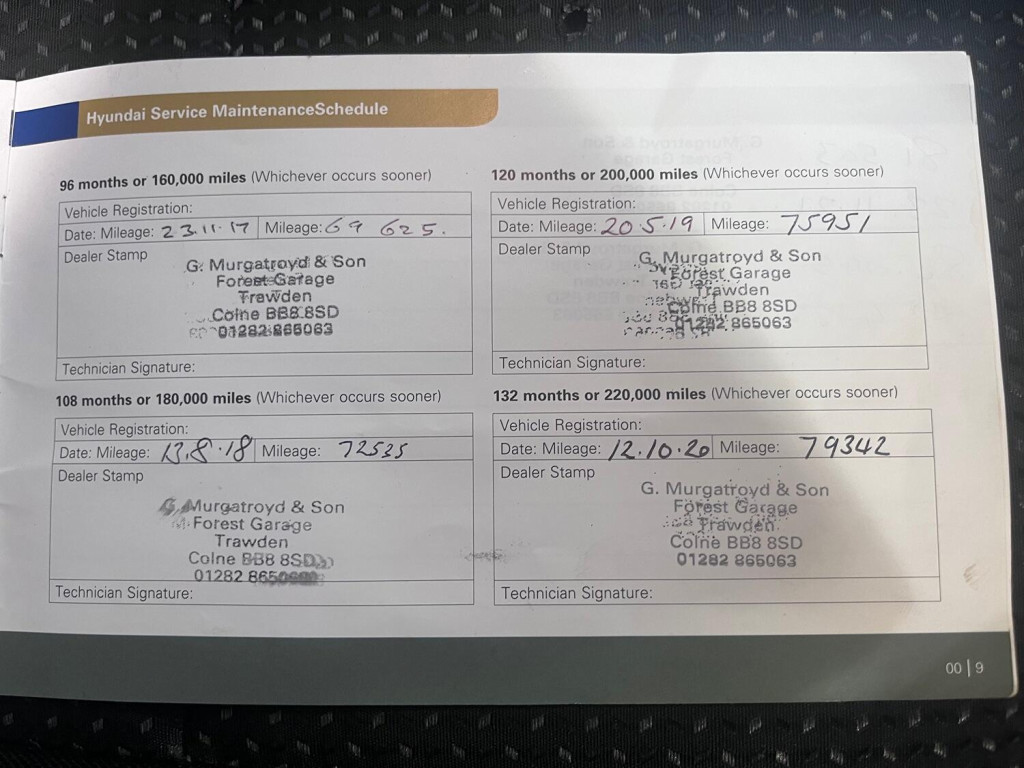 Hyundai Service MaintenanceSchedule
96 months or 160,000 miles (Whichever occurs sooner)
Vehicle Registration:
Date: Mileage: 23.11.17 Mileage: 69 625.
Dealer Stamp
G. Murgatroyd & Son
Forest Garage
Trawden
Colne BB8 8SD
01282 865063
Technician Signature:
108 months or 180,000 miles (Whichever occurs sooner)
Vehicle Registration:
Date: Mileage: 13.8.18 Mileage: 72535
Dealer Stamp
G. Murgatroyd & Son
Forest Garage
Trawden
Colne BB8 8SD
01282 865063
Technician Signature:
120 months or 200,000 miles (Whichever occurs sooner)
Vehicle Registration:
Date: Mileage: 20.5.19 Mileage: 75951
Dealer Stamp
G. Murgatroyd & Son
Forest Garage
Trawden
Colne BB8 8SD
01282 865063
Technician Signature:
132 months or 220,000 miles (Whichever occurs sooner)
Vehicle Registration:
Date: Mileage: 12.10.20 Mileage: 79342
Dealer Stamp
G. Murgatroyd & Son
Forest Garage
Trawden
Colne BB8 8SD
01282 865063
Technician Signature:
00 | 9